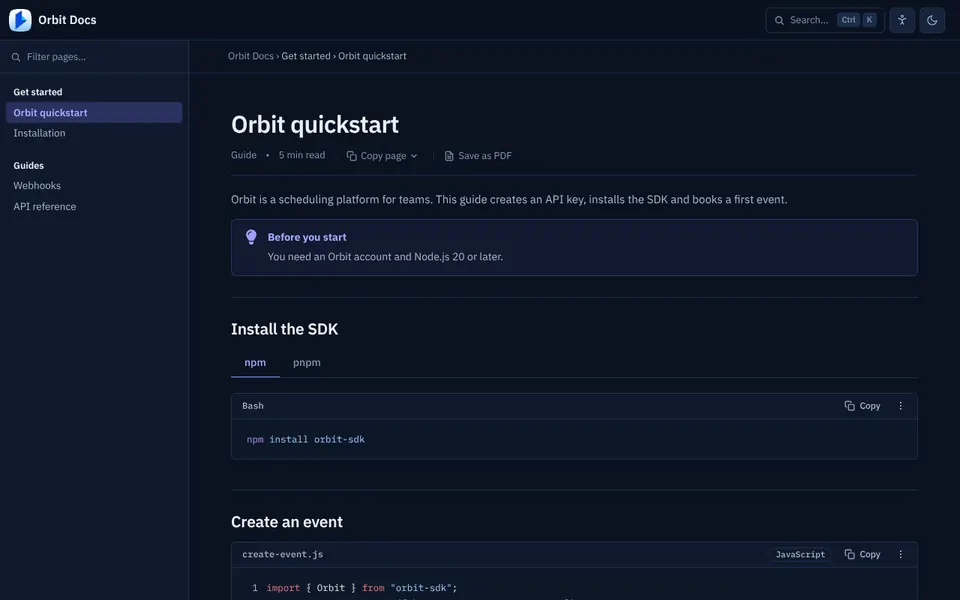 Orbit Docs
Search... Ctrl K
Filter pages...
Orbit Docs › Get started › Orbit quickstart
Get started
Orbit quickstart
Installation
Guides
Webhooks
API reference
Orbit quickstart
Guide • 5 min read Copy page Save as PDF
Orbit is a scheduling platform for teams. This guide creates an API key, installs the SDK and books a first event.
Before you start
You need an Orbit account and Node.js 20 or later.
Install the SDK
npm pnpm
Bash Copy
npm install orbit-sdk
Create an event
create-event.js JavaScript Copy
1 import { Orbit } from "orbit-sdk";